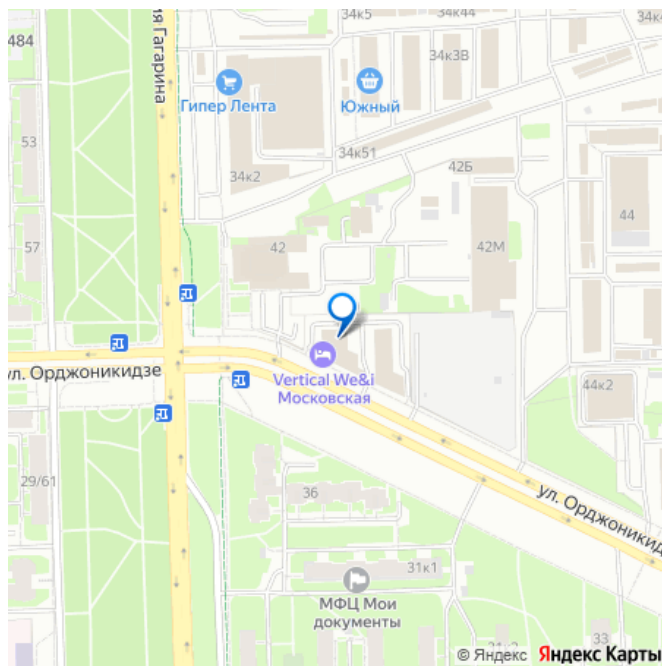 34к5
34к44
484
34к3В
ия Гагарина
Гипер Лента
Южный
53
34к51
42Б
34к2
44
57
42
42М
ул. Орджоникидзе
Vertical We&i
Московская
44к2
29/61
36
ул. Орджоникидз
31к1
МФЦ Мои
документы
33
© Яндекс Яндекс Карты